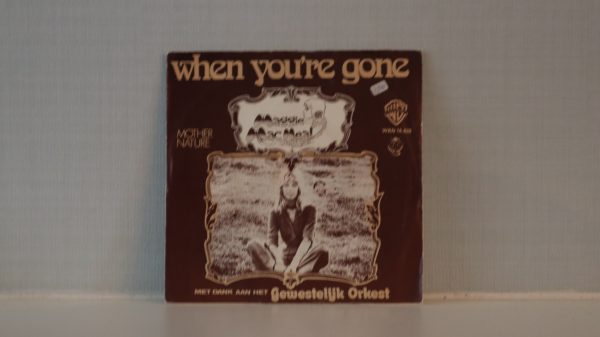 when you're gone
Maggie
MacNeal
MOTHER
NATURE
MET DANK AAN HET Gewestelijk Orkest